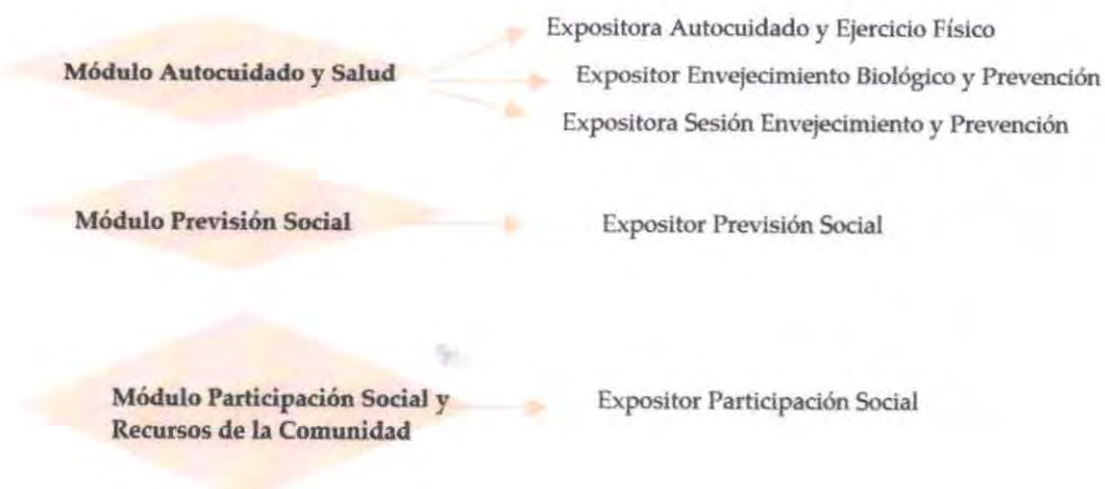 Expositora Autocuidado y Ejercicio Físico
Módulo Autocuidado y Salud
Expositor Envejecimiento Biológico y Prevención
Expositora Sesión Envejecimiento y Prevención
Módulo Previsión Social
Expositor Previsión Social
Módulo Participación Social y
Recursos de la Comunidad
Expositor Participación Social